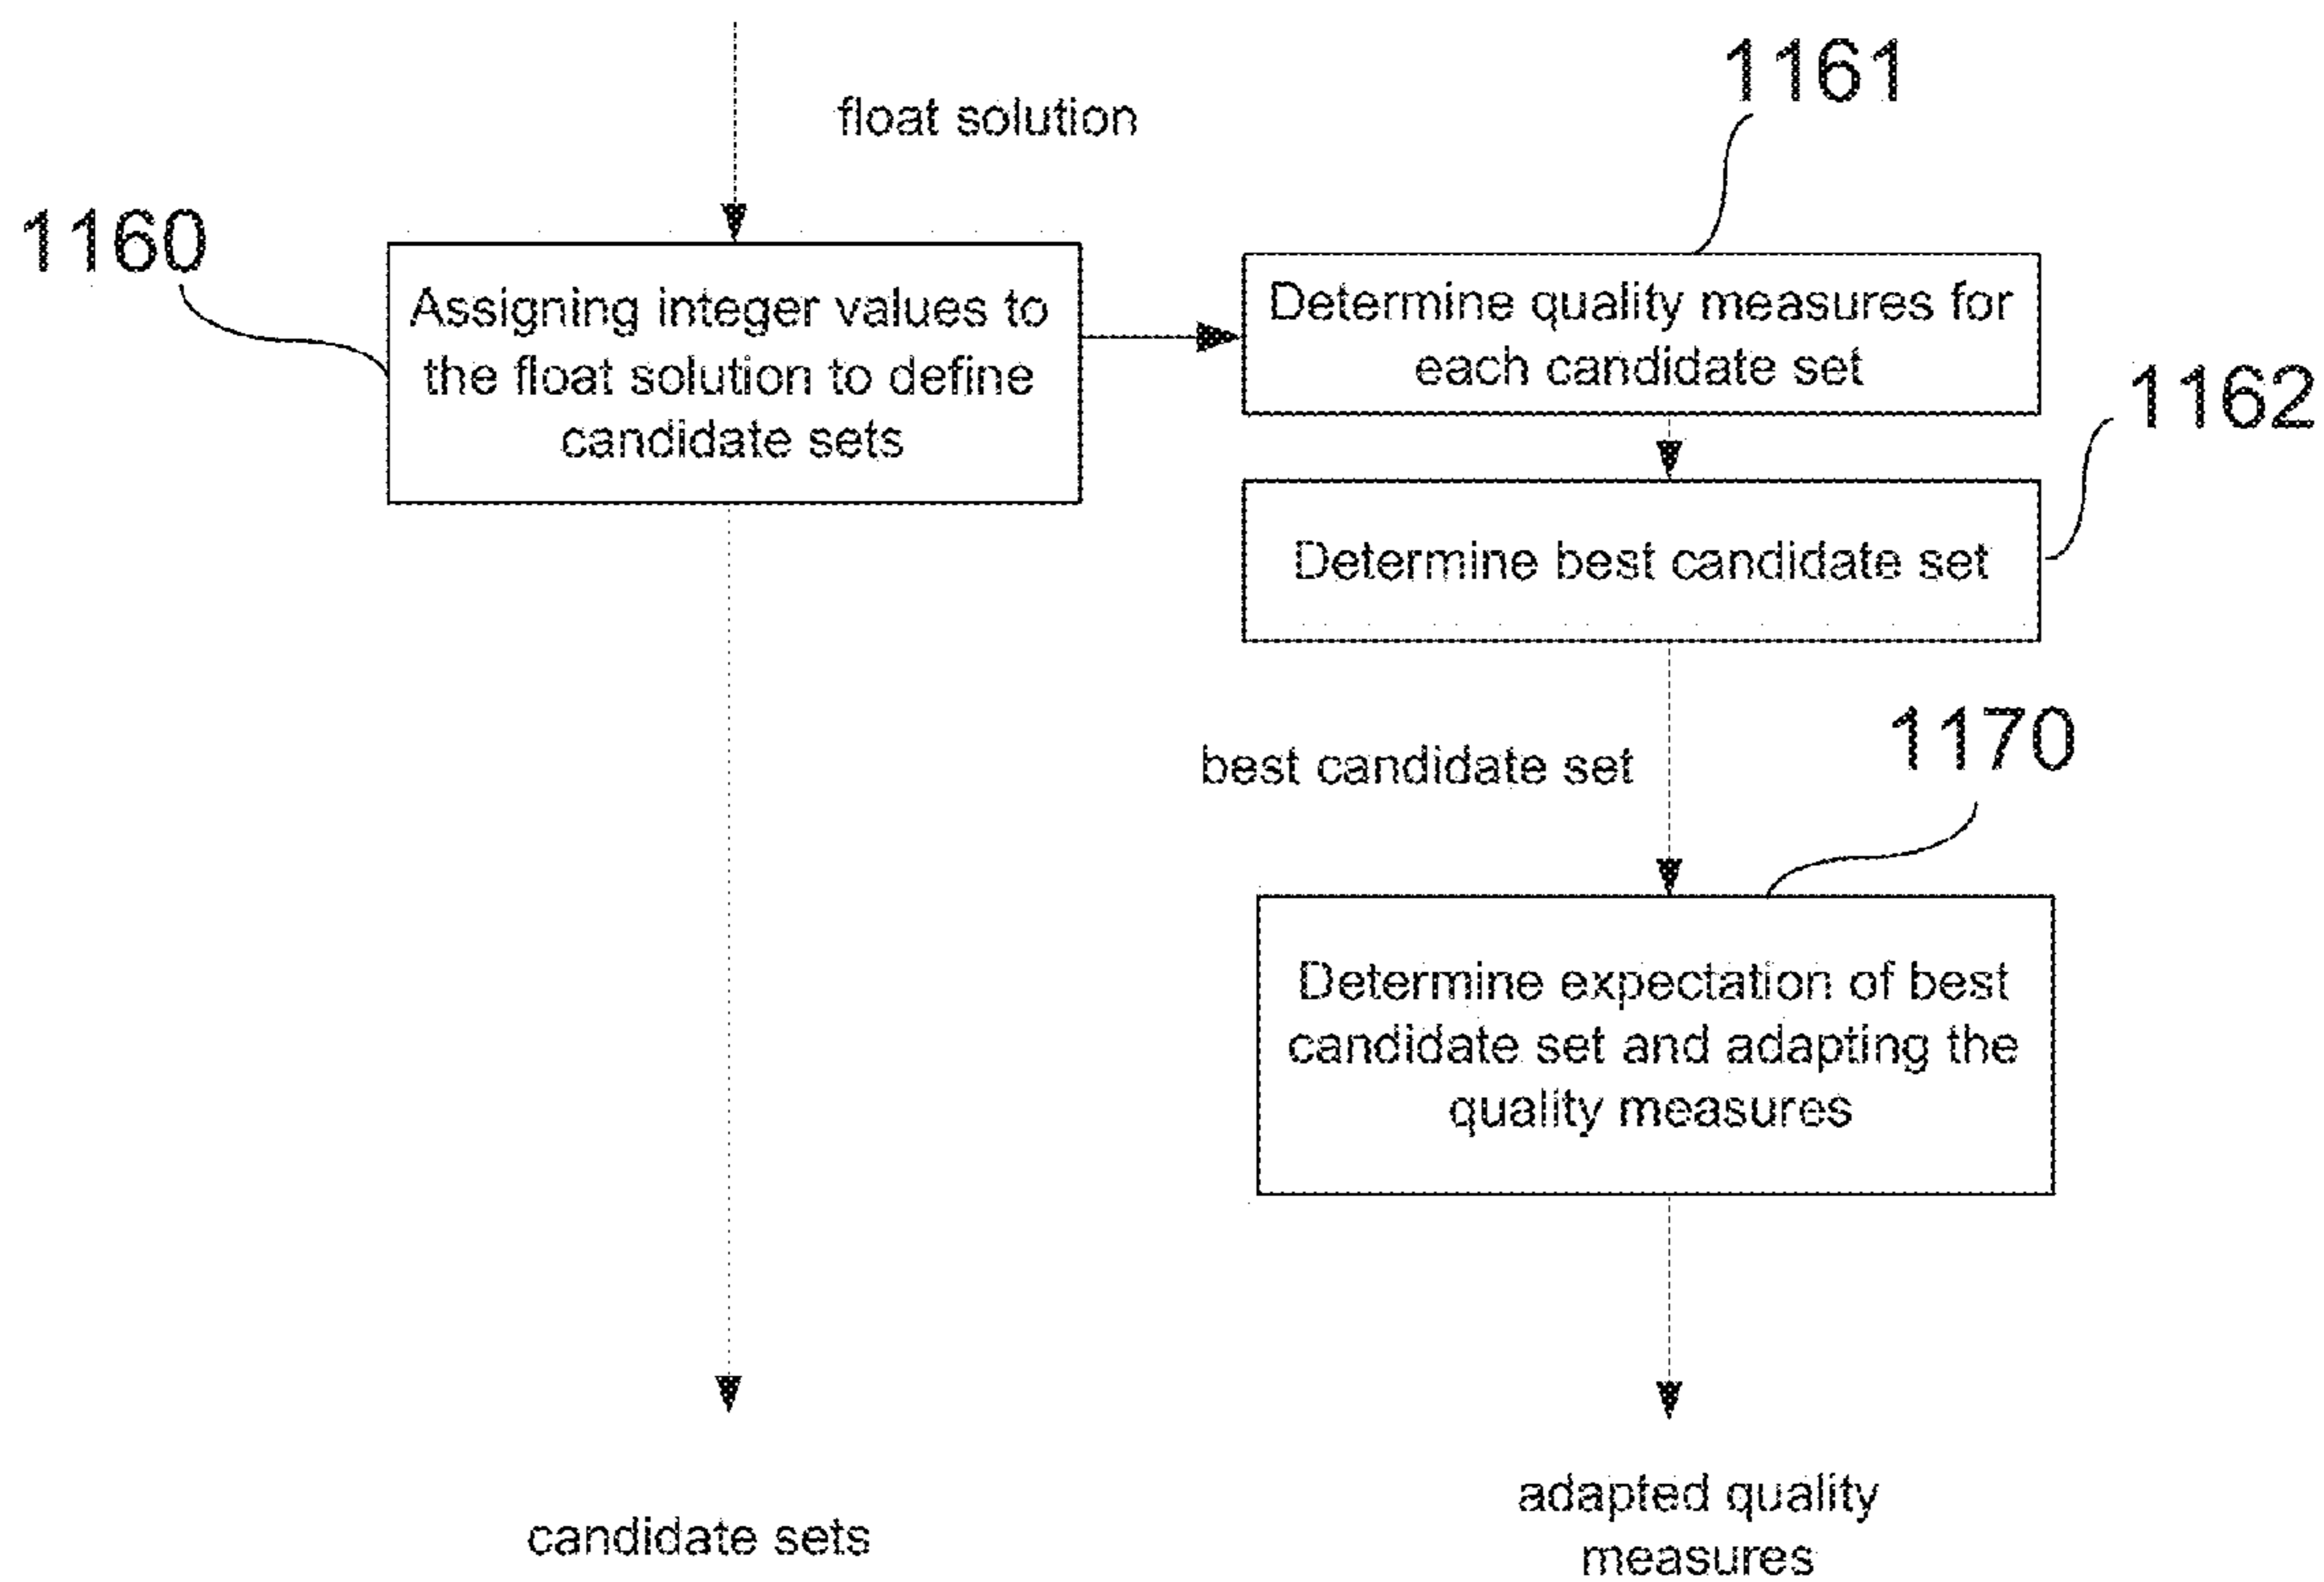 float solution
1161
1160
Assigning integer values to
the float solution to define
candidate sets
Determine quality measures for
each candidate set
1162
Determine best candidate set
best candidate set
1170
Determine expectation of best
candidate set and adapting the
quality measures
candidate sets
adapted quality
measures